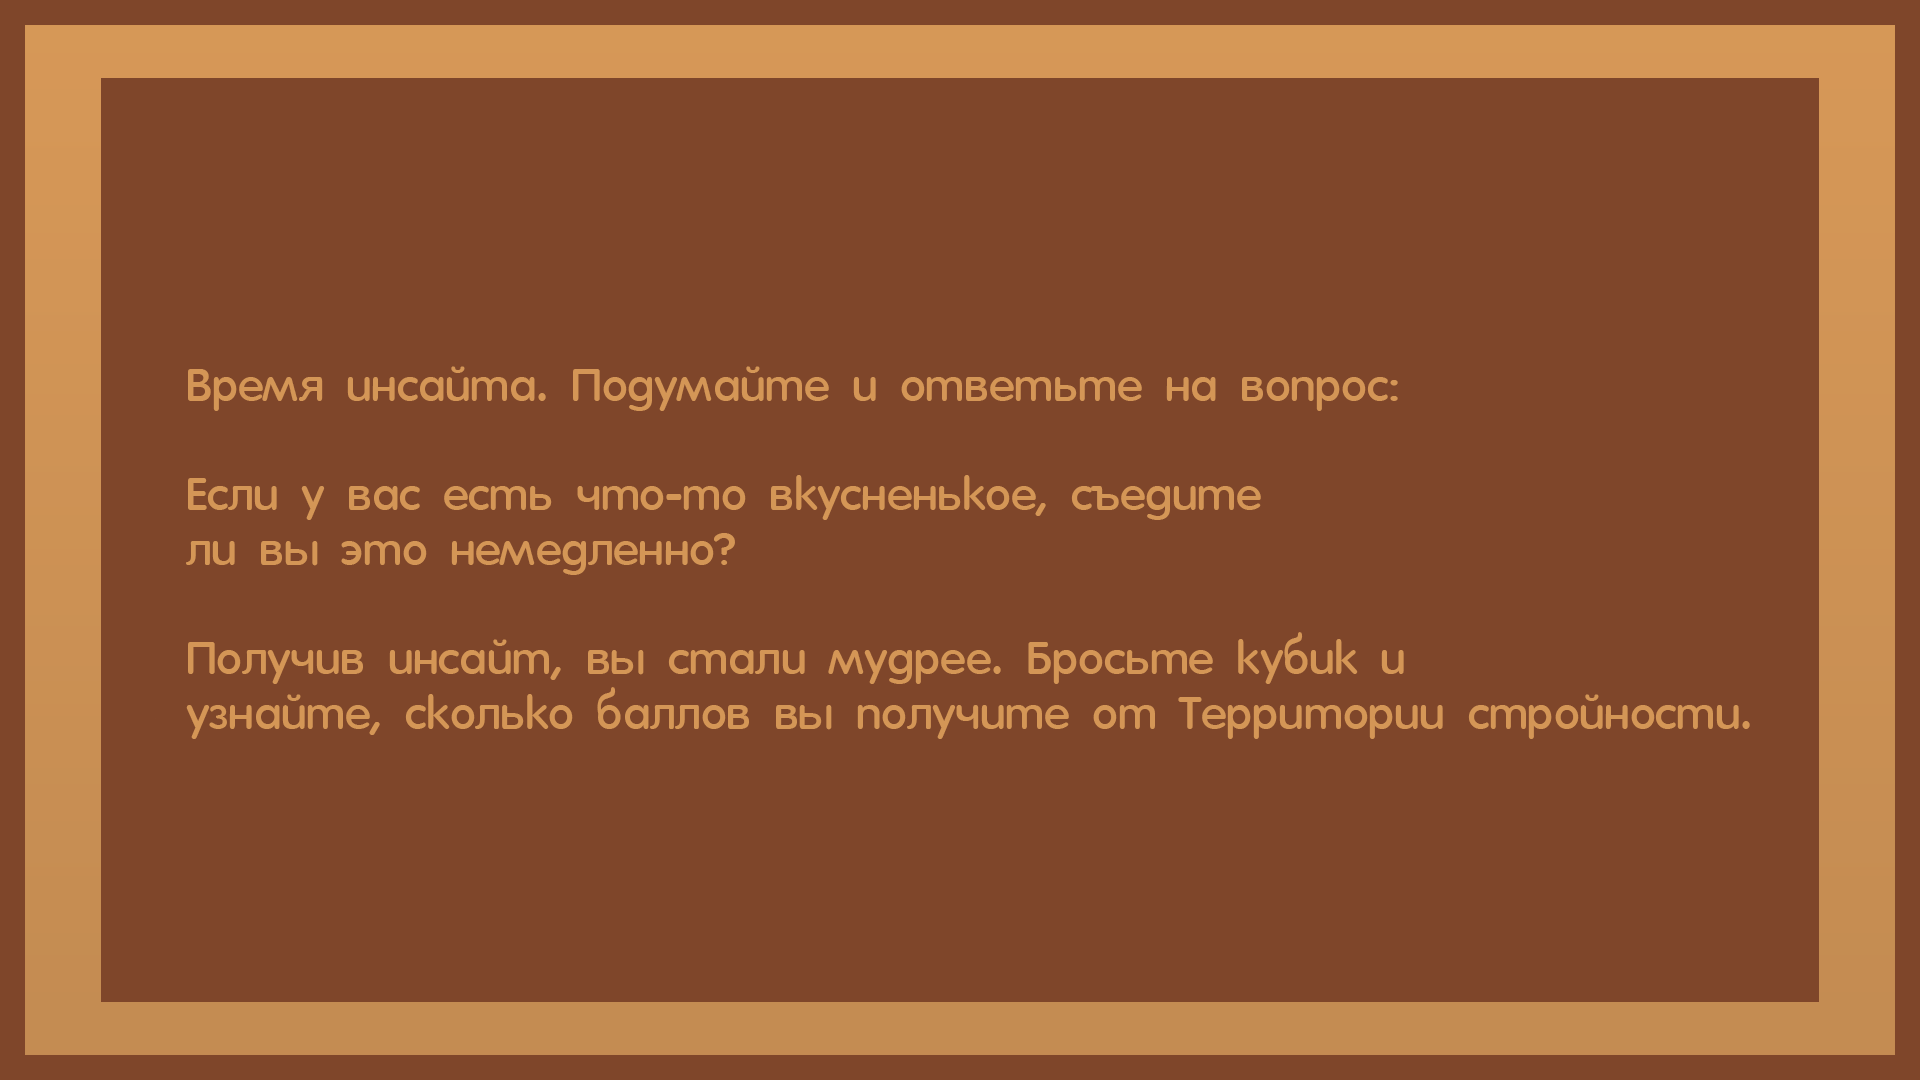 Время инсайта. Подумайте и ответьте на вопрос:
Если у вас есть что-то вкусненькое, съедите
ли вы это немедленно?
Получив инсайт, вы стали мудрее. Бросьте кубик и
узнайте, сколько баллов вы получите от Территории стройности.